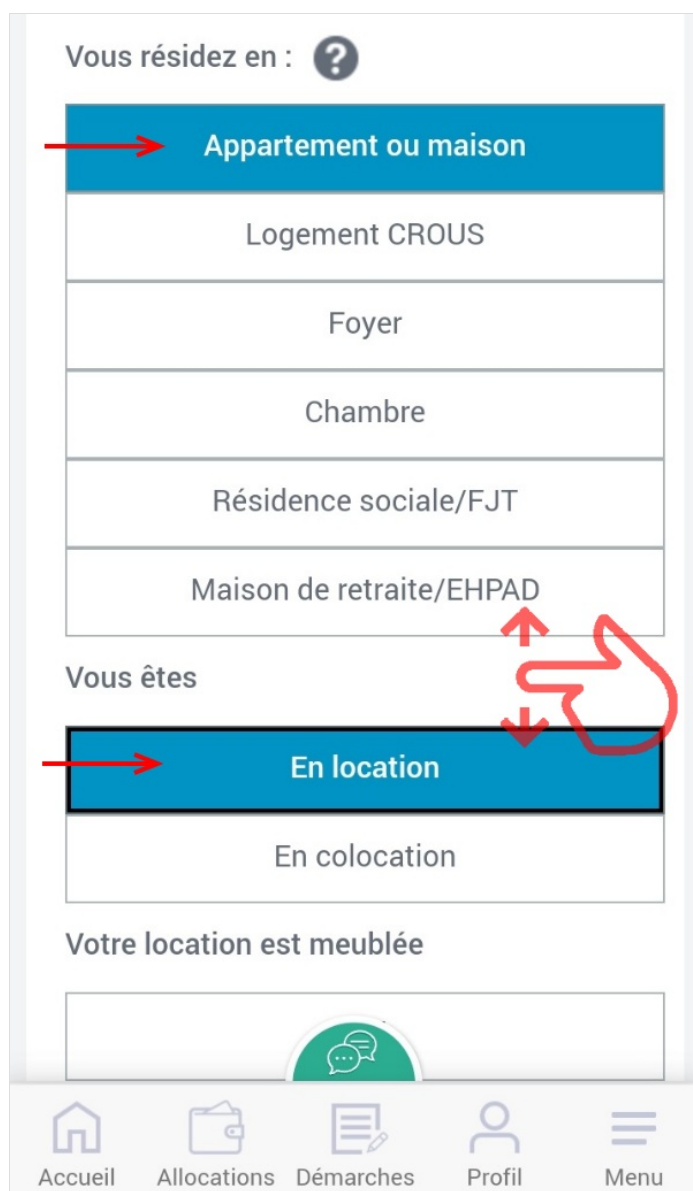 Vous résidez en : ?
Appartement ou maison
Logement CROUS
Foyer
Chambre
Résidence sociale/FJT
Maison de retraite/EHPAD
Vous êtes
En location
En colocation
Votre location est meublée
Accueil Allocations Démarches Profil Menu